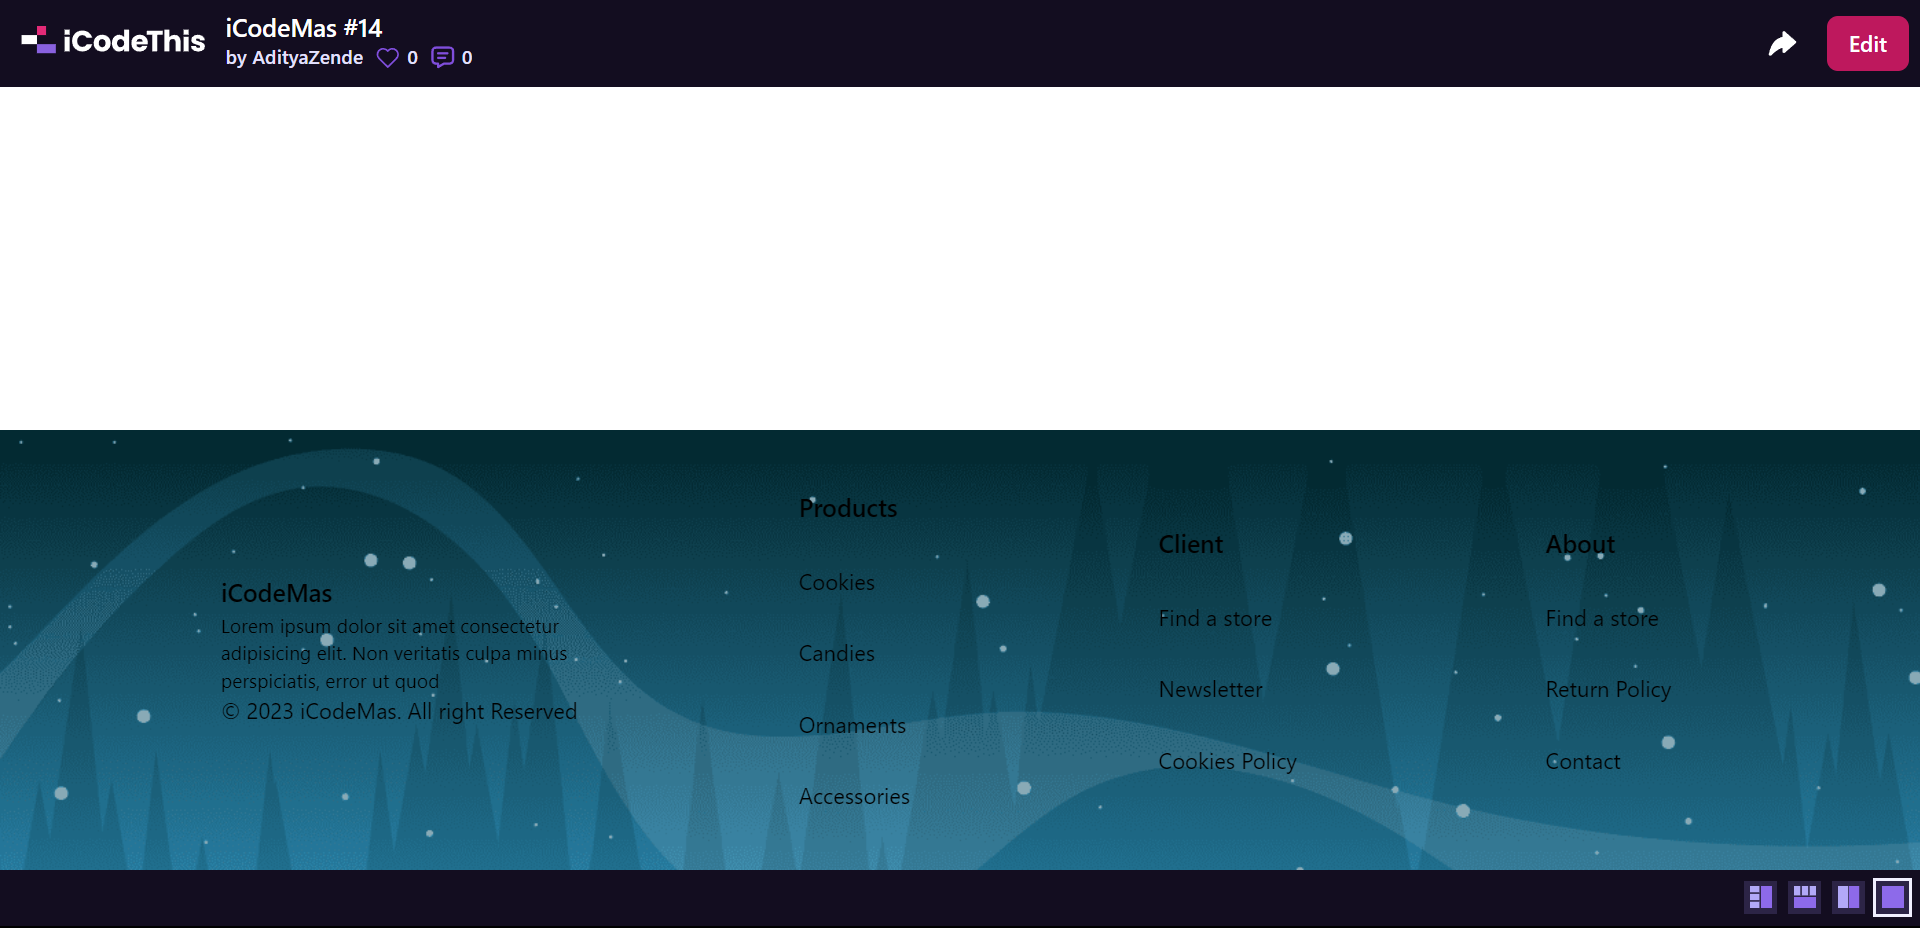 iCodeThis
iCodeMas #14
by AdityaZende 0 0
Edit
iCodeMas
Lorem ipsum dolor sit amet consectetur
adipisicing elit. Non veritatis culpa minus
perspiciatis, error ut quod
© 2023 iCodeMas. All right Reserved
Products
Cookies
Candies
Ornaments
Accessories
Client
Find a store
Newsletter
Cookies Policy
About
Find a store
Return Policy
Contact